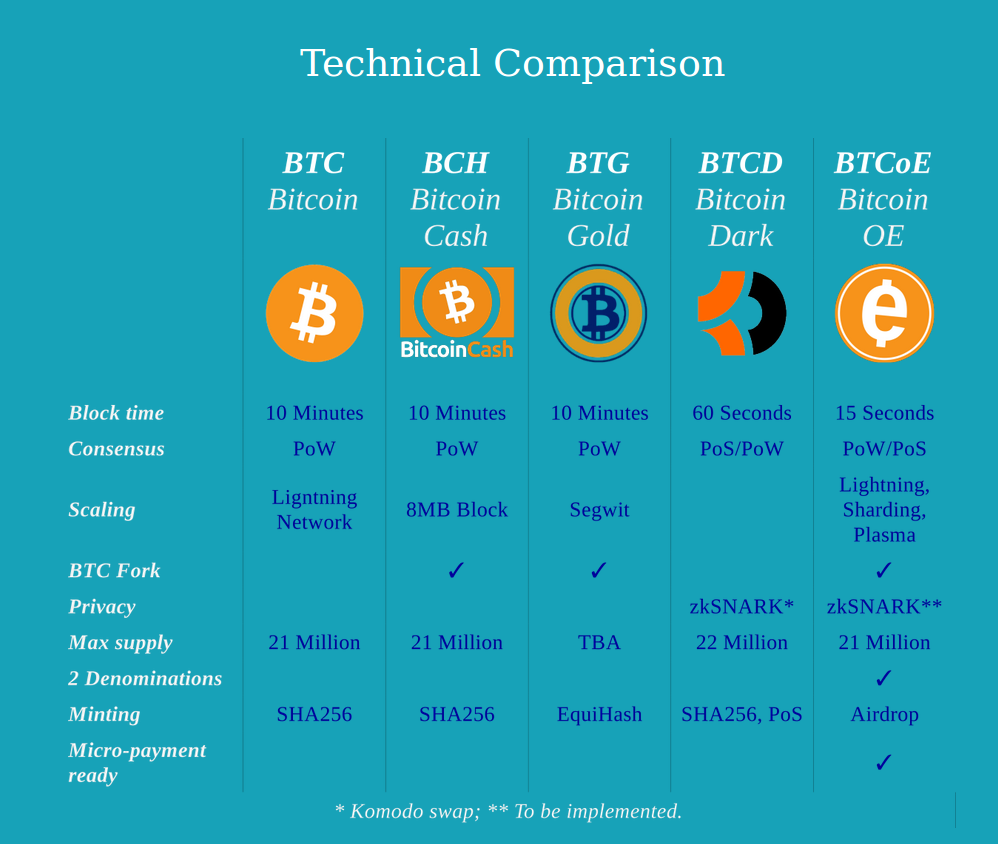 Technical Comparison
BTC BCH BTG BTCD BTCoE
Bitcoin Bitcoin Bitcoin Bitcoin Bitcoin
Cash Gold Dark OE
BitcoinCash
Block time 10 Minutes 10 Minutes 10 Minutes 60 Seconds 15 Seconds
Consensus PoW PoW PoW PoS/PoW PoW/PoS
Lightning,
Ligntning
Scaling 8MB Block Segwit Sharding,
Network
Plasma
BTC Fork ✓ ✓ ✓
Privacy zkSNARK* zkSNARK**
Max supply 21 Million 21 Million TBA 22 Million 21 Million
2 Denominations ✓
Minting SHA256 SHA256 EquiHash SHA256, PoS Airdrop
Micro-payment
ready ✓
* Komodo swap; ** To be implemented.